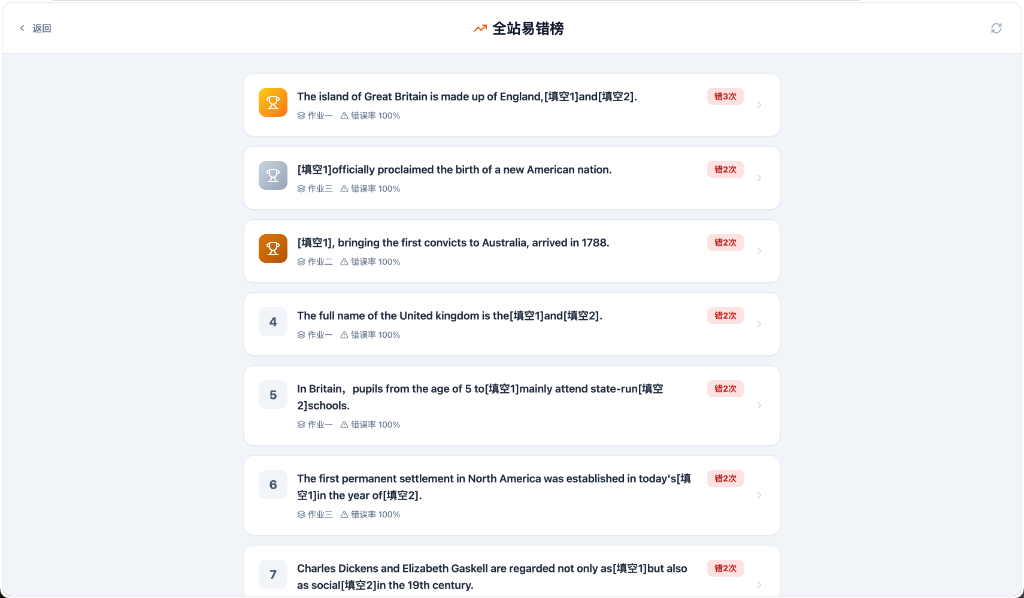 返回
全站易错榜
The island of Great Britain is made up of England,[填空1]and[填空2].
错3次
作业一 错误率 100%
[填空1]officially proclaimed the birth of a new American nation.
错2次
作业三 错误率 100%
[填空1], bringing the first convicts to Australia, arrived in 1788.
错2次
作业二 错误率 100%
4
The full name of the United kingdom is the[填空1]and[填空2].
错2次
作业一 错误率 100%
5
In Britain，pupils from the age of 5 to[填空1]mainly attend state-run[填空
2]schools.
错2次
作业一 错误率 100%
6
The first permanent settlement in North America was established in today's[填
空1]in the year of[填空2].
错2次
作业三 错误率 100%
7
Charles Dickens and Elizabeth Gaskell are regarded not only as[填空1]but also
as social[填空2]in the 19th century.
错2次